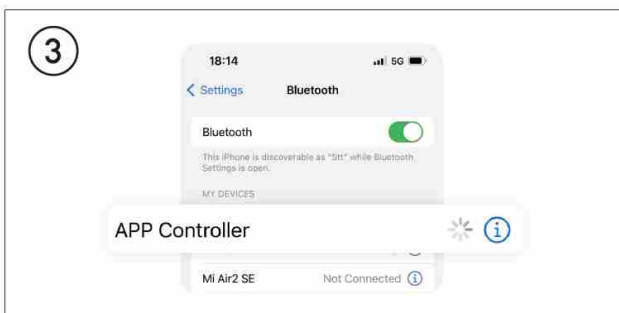 3
18:14 5G
Settings Bluetooth
Bluetooth
This iPhone is discoverable as "Stt" while Bluetooth
Settings is open.
MY DEVICES
APP Controller
Mi Air2 SE Not Connected